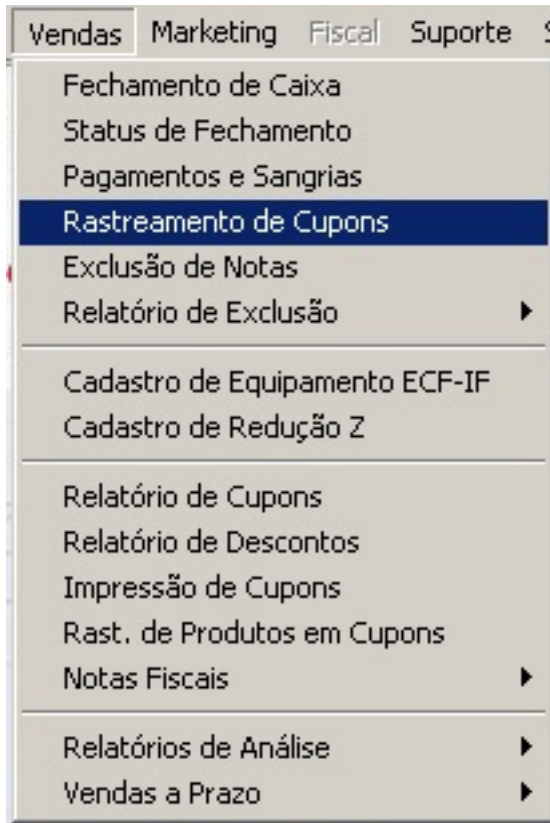 Vendas Marketing Fiscal Suporte
Fechamento de Caixa
Status de Fechamento
Pagamentos e Sangrias
Rastreamento de Cupons
Exclusão de Notas
Relatório de Exclusão
Cadastro de Equipamento ECF-IF
Cadastro de Redução Z
Relatório de Cupons
Relatório de Descontos
Impressão de Cupons
Rast. de Produtos em Cupons
Notas Fiscais
Relatórios de Análise
Vendas a Prazo